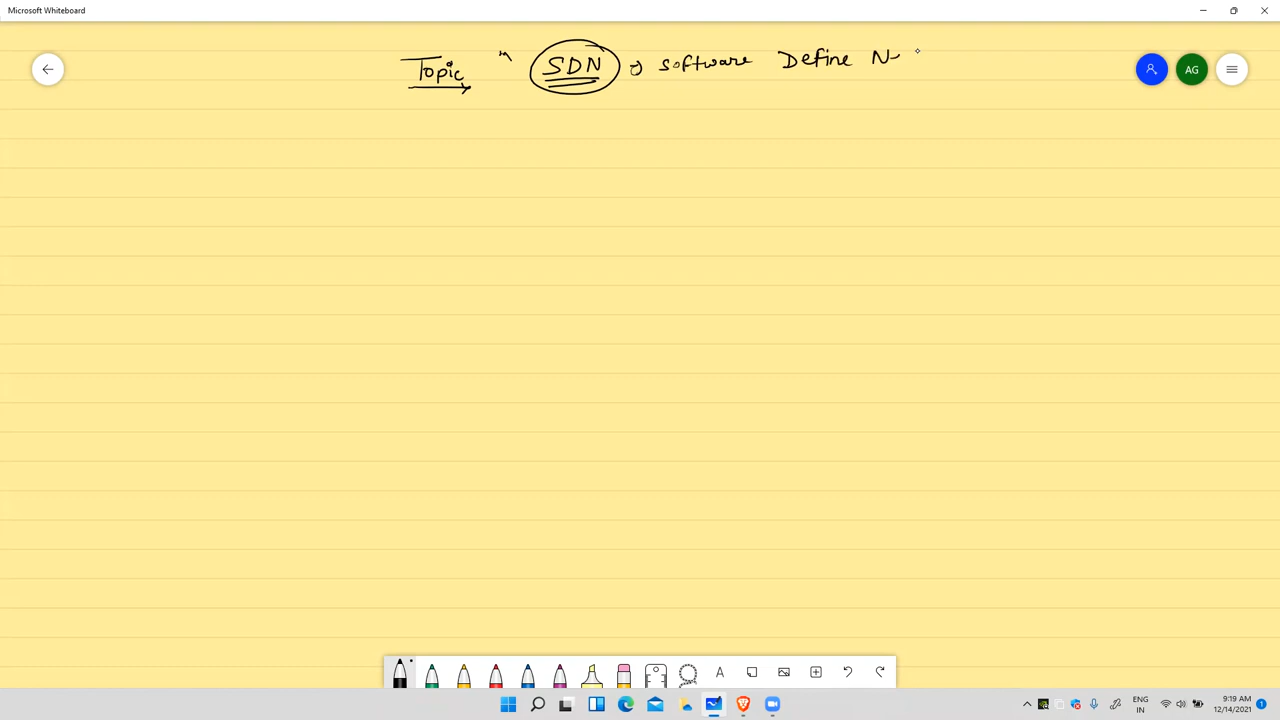 Microsoft Whiteboard
Topic SDN software Define N
AG
A
ENG
IN
9:19 AM
12/14/2021